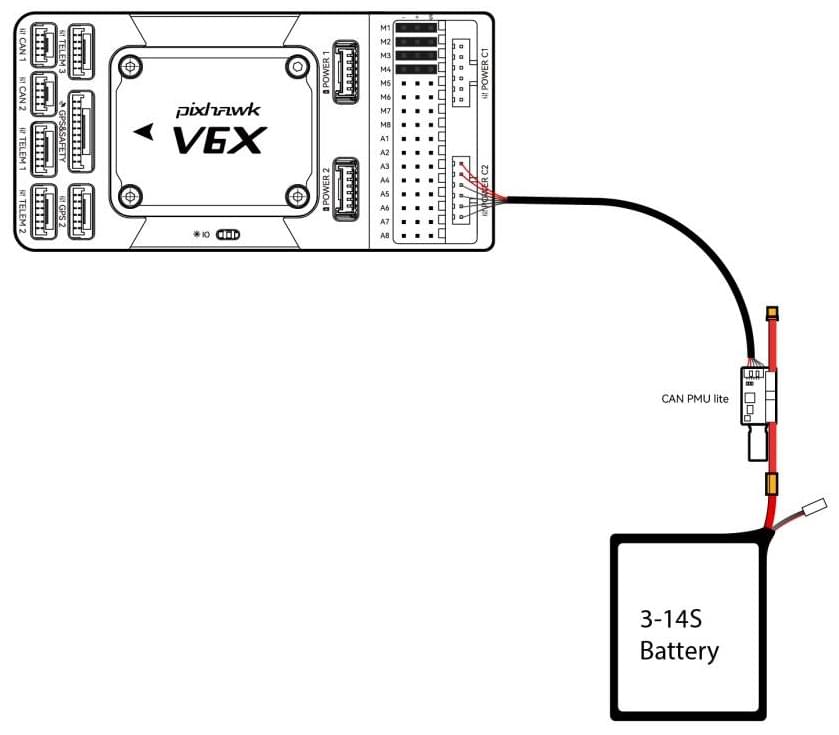 CAN 1
CAN 2
TELEM 1
TELEM 2
TELEM 3
GPS&SAFETY
GPS 2
pixhawk
V6X
IO
POWER 1
POWER 2
M1
M2
M3
M4
M5
M6
M7
M8
A1
A2
A3
A4
A5
A6
A7
A8
POWER C1
POWER C2
CAN PMU lite
3-14S
Battery